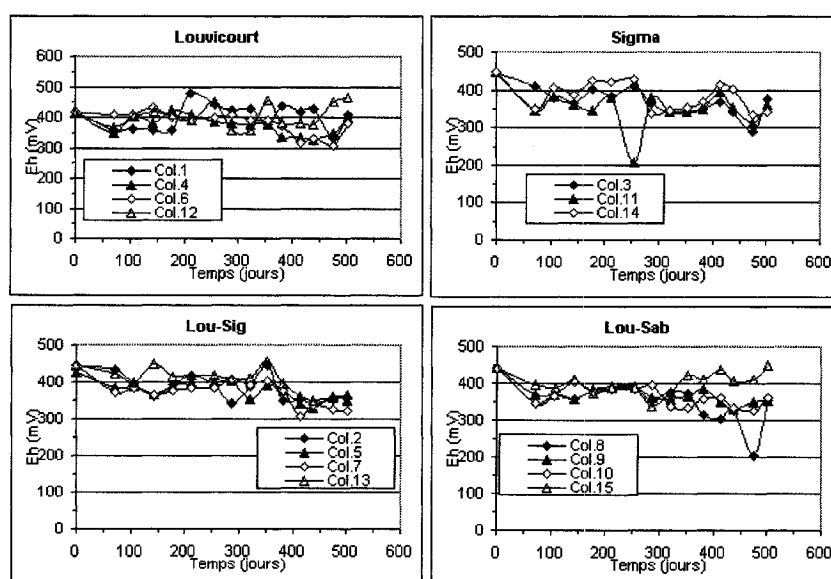 Louvicourt
600
500
400
300
200
100
0
Eh (mV)
Col.1
Col.4
Col.6
Col.12
0 100 200 300 400 500 600
Temps (jours)
Sigma
500
400
300
200
100
0
Eh (mV)
Col.3
Col.11
Col.14
0 100 200 300 400 500 600
Temps (jours)
Lou-Sig
500
400
300
200
100
0
Eh (mV)
Col.2
Col.5
Col.7
Col.13
0 100 200 300 400 500 600
Temps (jours)
Lou-Sab
500
400
300
200
100
0
Eh (mV)
Col.8
Col.9
Col.10
Col.15
0 100 200 300 400 500 600
Temps (jours)